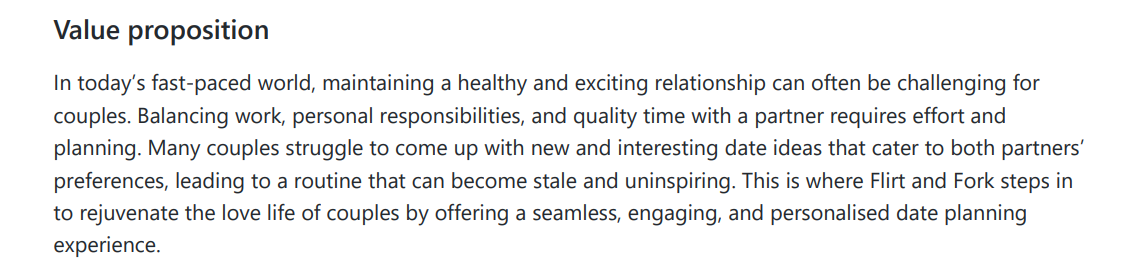 Value proposition
In today’s fast-paced world, maintaining a healthy and exciting relationship can often be challenging for
couples. Balancing work, personal responsibilities, and quality time with a partner requires effort and
planning. Many couples struggle to come up with new and interesting date ideas that cater to both partners’
preferences, leading to a routine that can become stale and uninspiring. This is where Flirt and Fork steps in
to rejuvenate the love life of couples by offering a seamless, engaging, and personalised date planning
experience.